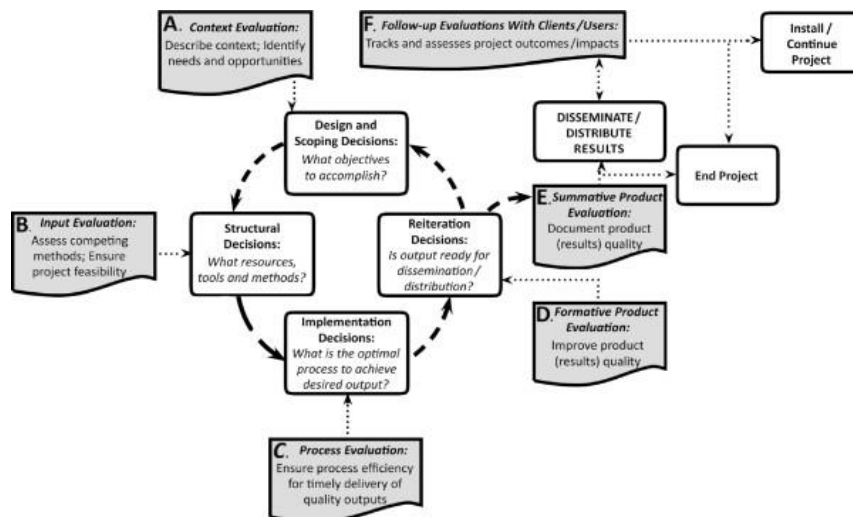 A. Context Evaluation:
Describe context; Identify
needs and opportunities
F. Follow-up Evaluations With Clients/Users:
Tracks and assesses project outcomes/impacts
Install /
Continue
Project
Design and
Scoping Decisions:
What objectives
to accomplish?
DISSEMINATE/
DISTRIBUTE
RESULTS
End Project
B. Input Evaluation:
Assess competing
methods; Ensure
project feasibility
Structural
Decisions:
What resources,
tools and methods?
Reiteration
Decisions:
Is output ready for
dissemination/
distribution?
E. Summative Product
Evaluation:
Document product
(results) quality
Implementation
Decisions:
What is the optimal
process to achieve
desired output?
D. Formative Product
Evaluation:
Improve product
(results) quality
C. Process Evaluation:
Ensure process efficiency
for timely delivery of
quality outputs